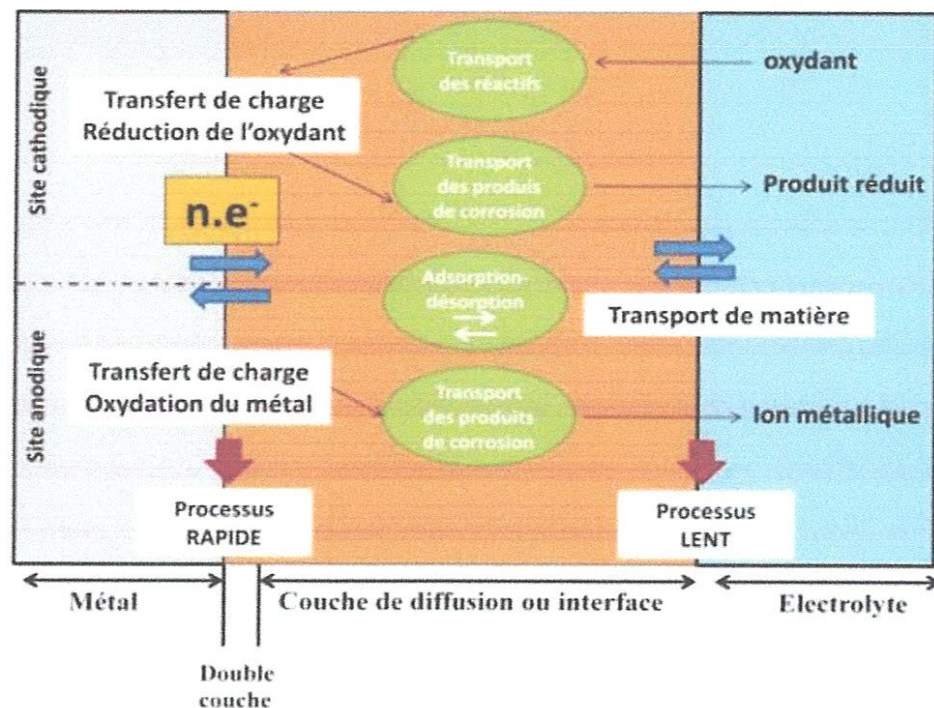 Site cathodique
Transport
des réactifs
oxydant
Transfert de charge
Réduction de l'oxydant
Transport
des produis
de corrosion
Produit réduit
n.e-
Adsorption-
désorption
Transport de matière
Site anodique
Transfert de charge
Oxydation du métal
Transport
des produits
de corrosion
Ion métallique
Processus
RAPIDE
Processus
LENT
Métal
Couche de diffusion ou interface
Electrolyte
Double
couche